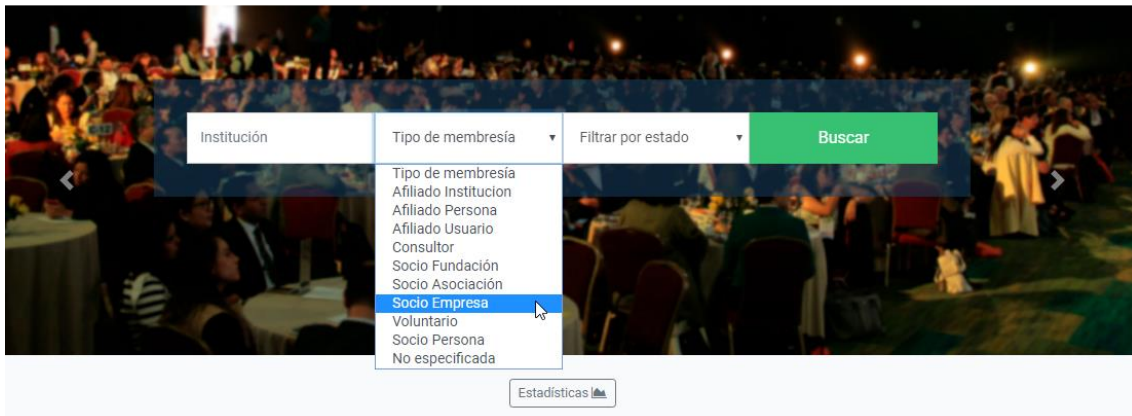 Institución
Tipo de membresía
Filtrar por estado
Buscar
Tipo de membresía
Afiliado Institucion
Afiliado Persona
Afiliado Usuario
Consultor
Socio Fundación
Socio Asociación
Socio Empresa
Voluntario
Socio Persona
No especificada
Estadísticas